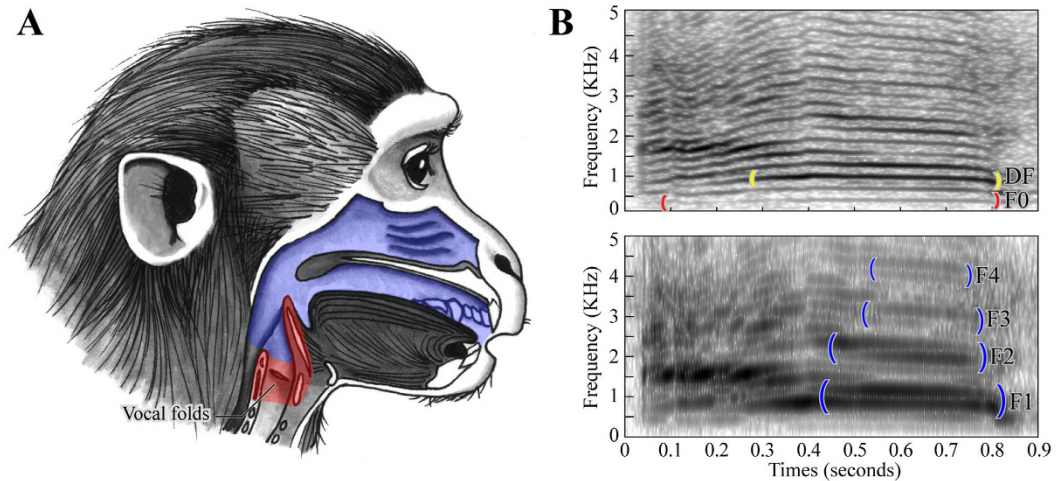 A
Vocal folds
B
5
4
3
2
1
0
Frequency (KHz)
DF
F0
5
4
3
2
1
0
Frequency (KHz)
F4
F3
F2
F1
0 0.1 0.2 0.3 0.4 0.5 0.6 0.7 0.8 0.9
Times (seconds)